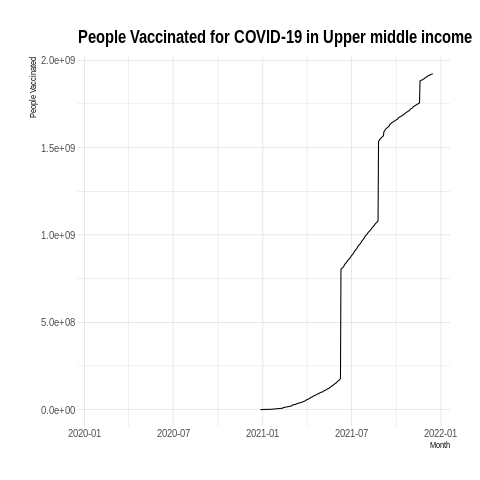 People Vaccinated for COVID-19 in Upper middle income
People Vaccinated
2.0e+09
1.5e+09
1.0e+09
5.0e+08
0.0e+00
2020-01 2020-07 2021-01 2021-07 2022-01
Month